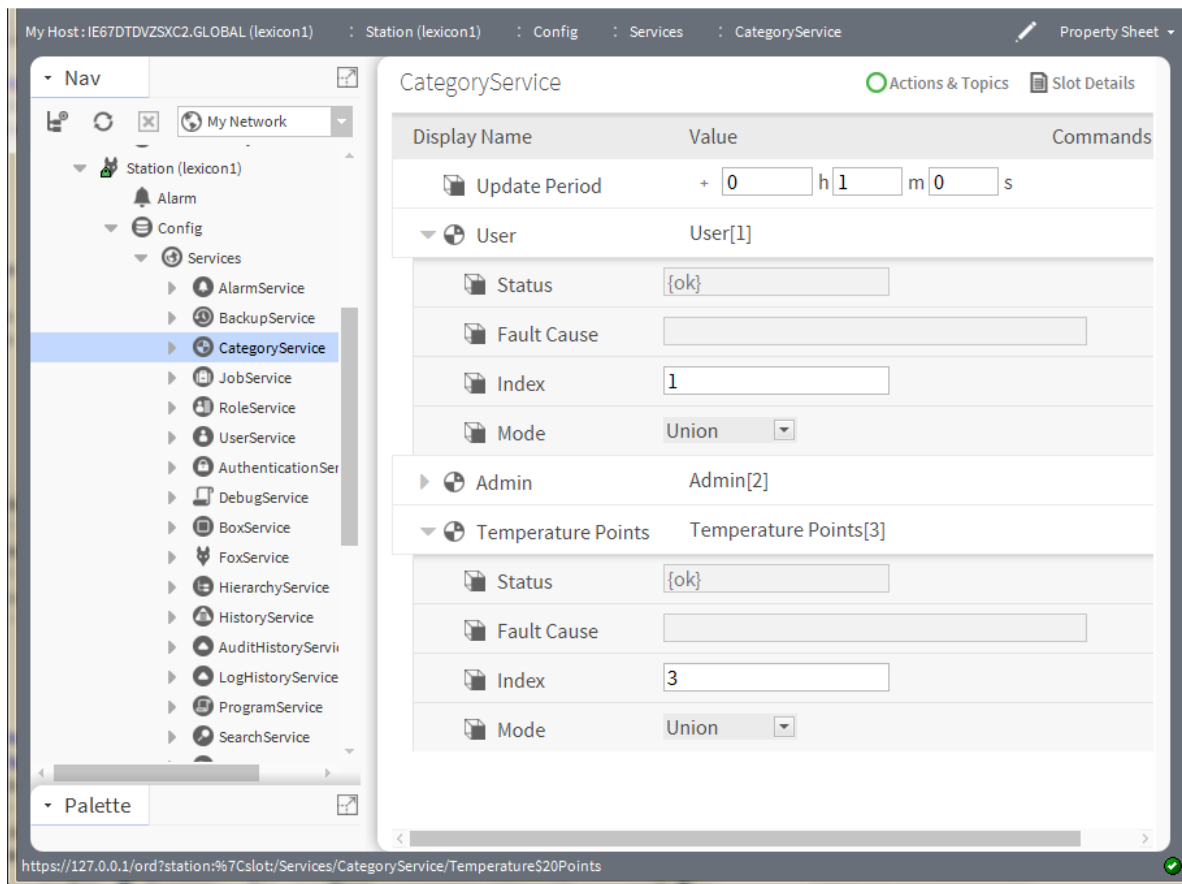 My Host : IE67DTDVZSXC2.GLOBAL (lexicon1) : Station (lexicon1) : Config : Services : CategoryService Property Sheet
Nav
My Network
Station (lexicon1)
Alarm
Config
Services
AlarmService
BackupService
CategoryService
JobService
RoleService
UserService
AuthenticationSer
DebugService
BoxService
FoxService
HierarchyService
HistoryService
AuditHistoryServi
LogHistoryService
ProgramService
SearchService
Palette
CategoryService Actions & Topics Slot Details
Display Name Value Commands
Update Period + 0 h 1 m 0 s
User User[1]
Status {ok}
Fault Cause
Index 1
Mode Union
Admin Admin[2]
Temperature Points Temperature Points[3]
Status {ok}
Fault Cause
Index 3
Mode Union
https://127.0.0.1/ord?station:%7Cslot:/Services/CategoryService/Temperature$20Points